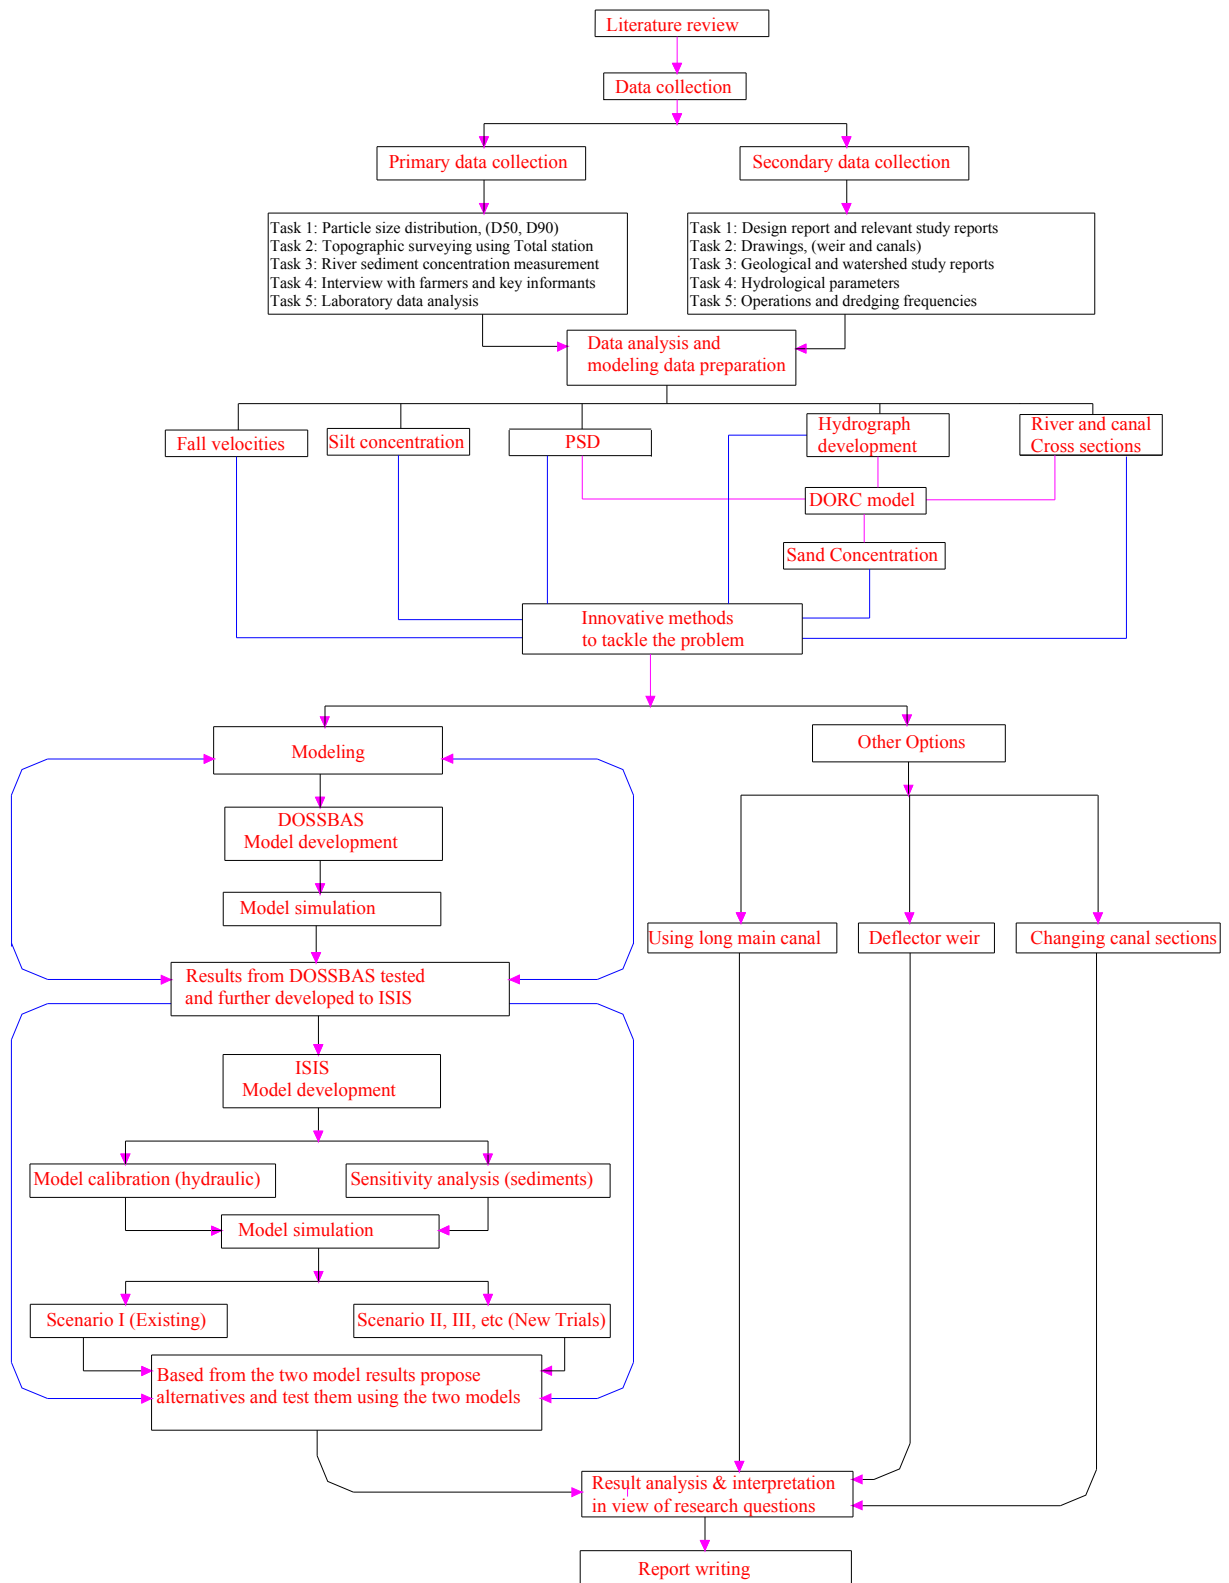 Literature review
Data collection
Primary data collection
Secondary data collection
Task 1: Particle size distribution, (D50, D90)
Task 2: Topographic surveying using Total station
Task 3: River sediment concentration measurement
Task 4: Interview with farmers and key informants
Task 5: Laboratory data analysis
Task 1: Design report and relevant study reports
Task 2: Drawings, (weir and canals)
Task 3: Geological and watershed study reports
Task 4: Hydrological parameters
Task 5: Operations and dredging frequencies
Data analysis and
modeling data preparation
Fall velocities
Silt concentration
PSD
Hydrograph
development
River and canal
Cross sections
DORC model
Sand Concentration
Innovative methods
to tackle the problem
Modeling
Other Options
DOSSBAS
Model development
Model simulation
Using long main canal
Deflector weir
Changing canal sections
Results from DOSSBAS tested
and further developed to ISIS
ISIS
Model development
Model calibration (hydraulic)
Sensitivity analysis (sediments)
Model simulation
Scenario I (Existing)
Scenario II, III, etc (New Trials)
Based from the two model results propose
alternatives and test them using the two models
Result analysis & interpretation
in view of research questions
Report writing